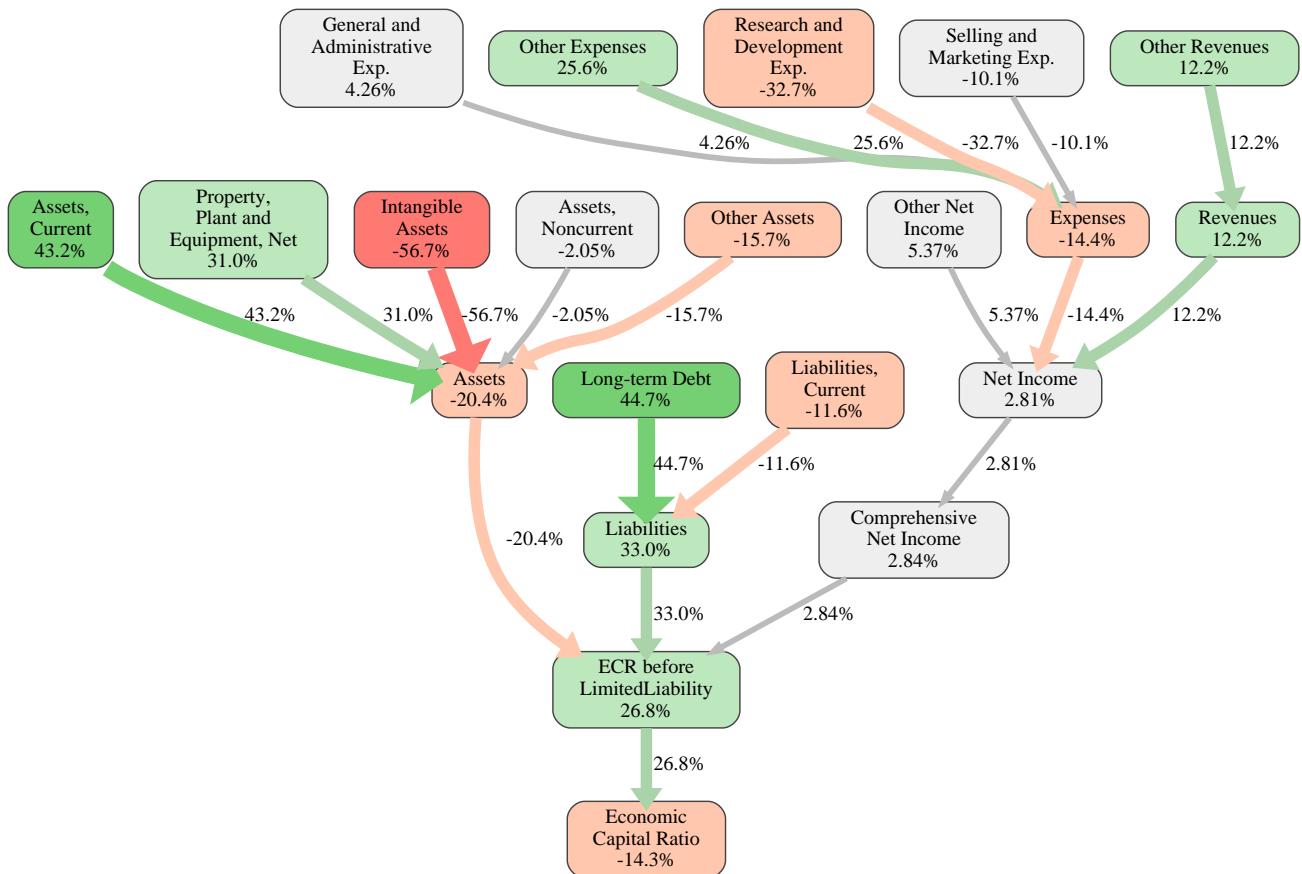 General and
Administrative
Exp.
4.26%
Other Expenses
25.6%
Research and
Development
Exp.
-32.7%
Selling and
Marketing Exp.
-10.1%
Other Revenues
12.2%
4.26%
25.6%
-32.7%
-10.1%
12.2%
Assets,
Current
43.2%
Property,
Plant and
Equipment, Net
31.0%
Intangible
Assets
-56.7%
Assets,
Noncurrent
-2.05%
Other Assets
-15.7%
Other Net
Income
5.37%
Expenses
-14.4%
Revenues
12.2%
43.2%
31.0%
-56.7%
-2.05%
-15.7%
5.37%
-14.4%
12.2%
Assets
-20.4%
Long-term Debt
44.7%
Liabilities,
Current
-11.6%
Net Income
2.81%
44.7%
-11.6%
2.81%
-20.4%
Liabilities
33.0%
Comprehensive
Net Income
2.84%
33.0%
2.84%
ECR before
LimitedLiability
26.8%
26.8%
Economic
Capital Ratio
-14.3%